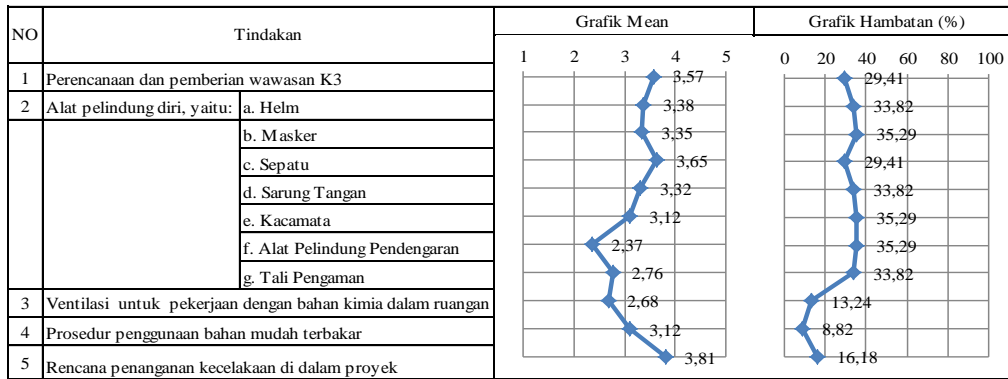 NO Tindakan Grafik Mean Grafik Hambatan (%)
1 2 3 4 5 0 20 40 60 80 100
1 Perencanaan dan pemberian wawasan K3 3,57 29,41
2 Alat pelindung diri, yaitu: a. Helm 3,38 33,82
b. Masker 3,35 35,29
c. Sepatu 3,65 29,41
d. Sarung Tangan 3,32 33,82
e. Kacamata 3,12 35,29
f. Alat Pelindung Pendengaran 2,37 35,29
g. Tali Pengaman 2,76 33,82
3 Ventilasi untuk pekerjaan dengan bahan kimia dalam ruangan 2,68 13,24
4 Prosedur penggunaan bahan mudah terbakar 3,12 8,82
5 Rencana penanganan kecelakaan di dalam proyek 3,81 16,18